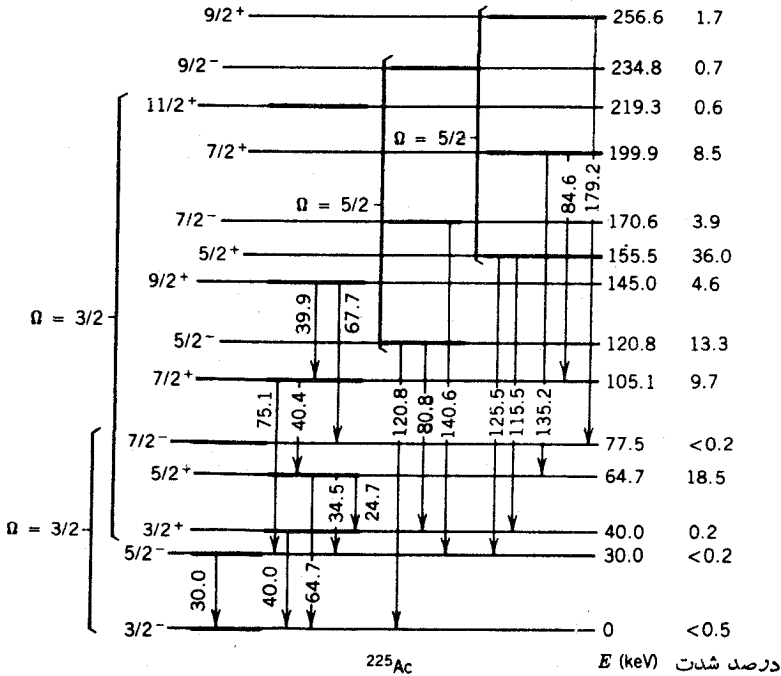 9/2⁺ 256.6 1.7
9/2⁻ 234.8 0.7
11/2⁺ 219.3 0.6
Ω = 5/2
7/2⁺ 199.9 8.5
84.6
179.2
Ω = 5/2
7/2⁻ 170.6 3.9
5/2⁺ 155.5 36.0
9/2⁺ 145.0 4.6
39.9
67.7
Ω = 3/2
5/2⁻ 120.8 13.3
7/2⁺ 105.1 9.7
75.1
40.4
120.8
80.8
140.6
125.5
115.5
135.2
7/2⁻ 77.5 <0.2
5/2⁺ 64.7 18.5
34.5
24.7
Ω = 3/2
3/2⁺ 40.0 0.2
5/2⁻ 30.0 <0.2
30.0
40.0
64.7
3/2⁻ 0 <0.5
²²⁵Ac E (keV) درصد شدت